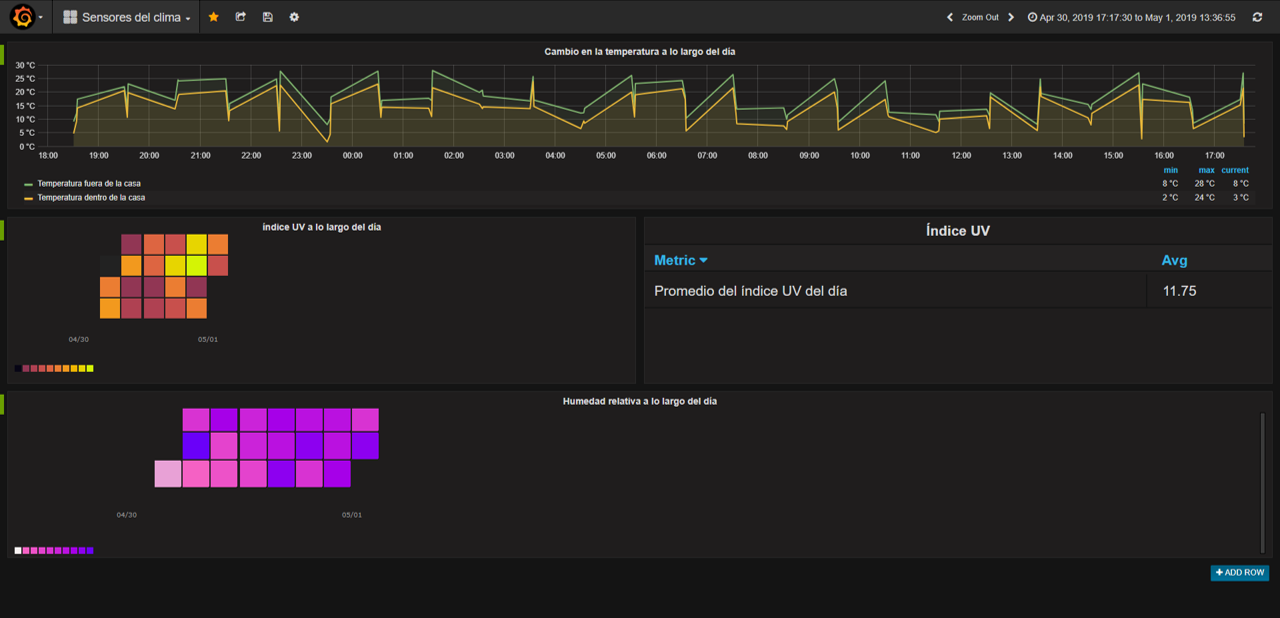 Sensores del clima
Zoom Out
Apr 30, 2019 17:17:30 to May 1, 2019 13:36:55
Cambio en la temperatura a lo largo del día
30 °C
25 °C
20 °C
15 °C
10 °C
5 °C
0 °C
18:00 19:00 20:00 21:00 22:00 23:00 00:00 01:00 02:00 03:00 04:00 05:00 06:00 07:00 08:00 09:00 10:00 11:00 12:00 13:00 14:00 15:00 16:00 17:00
min max current
Temperatura fuera de la casa 8 °C 28 °C 8 °C
Temperatura dentro de la casa 2 °C 24 °C 3 °C
Índice UV a lo largo del día
04/30 05/01
Índice UV
Metric Avg
Promedio del índice UV del día 11.75
Humedad relativa a lo largo del día
04/30 05/01
+ ADD ROW